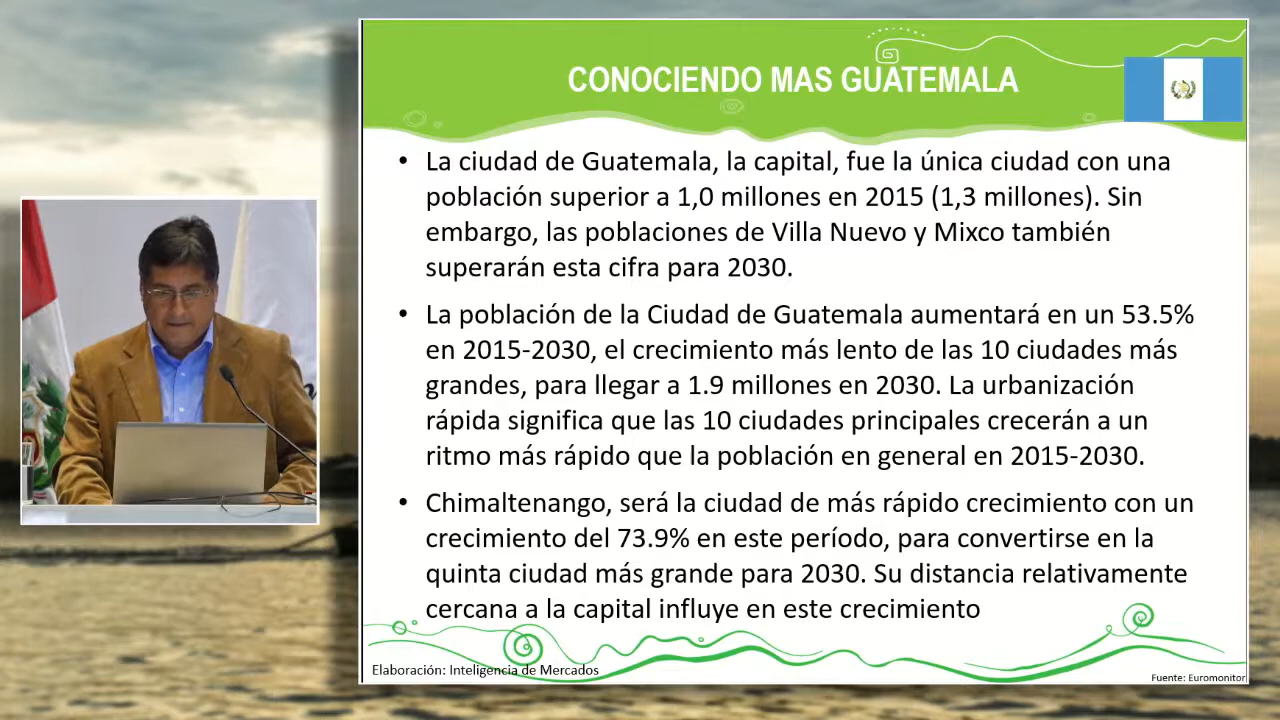 CONOCIENDO MAS GUATEMALA
• La ciudad de Guatemala, la capital, fue la única ciudad con una
población superior a 1,0 millones en 2015 (1,3 millones). Sin
embargo, las poblaciones de Villa Nuevo y Mixco también
superarán esta cifra para 2030.
• La población de la Ciudad de Guatemala aumentará en un 53.5%
en 2015-2030, el crecimiento más lento de las 10 ciudades más
grandes, para llegar a 1.9 millones en 2030. La urbanización
rápida significa que las 10 ciudades principales crecerán a un
ritmo más rápido que la población en general en 2015-2030.
• Chimaltenango, será la ciudad de más rápido crecimiento con un
crecimiento del 73.9% en este período, para convertirse en la
quinta ciudad más grande para 2030. Su distancia relativamente
cercana a la capital influye en este crecimiento
Elaboración: Inteligencia de Mercados
Fuente: Euromonitor